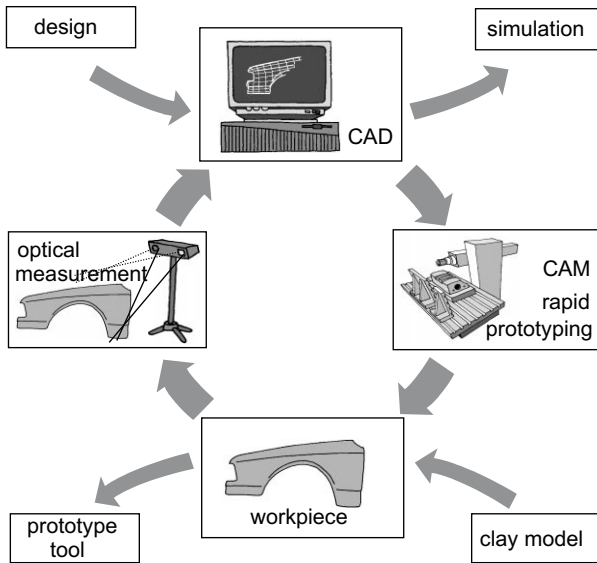 design
simulation
CAD
optical
measurement
CAM
rapid
prototyping
workpiece
prototype
tool
clay model